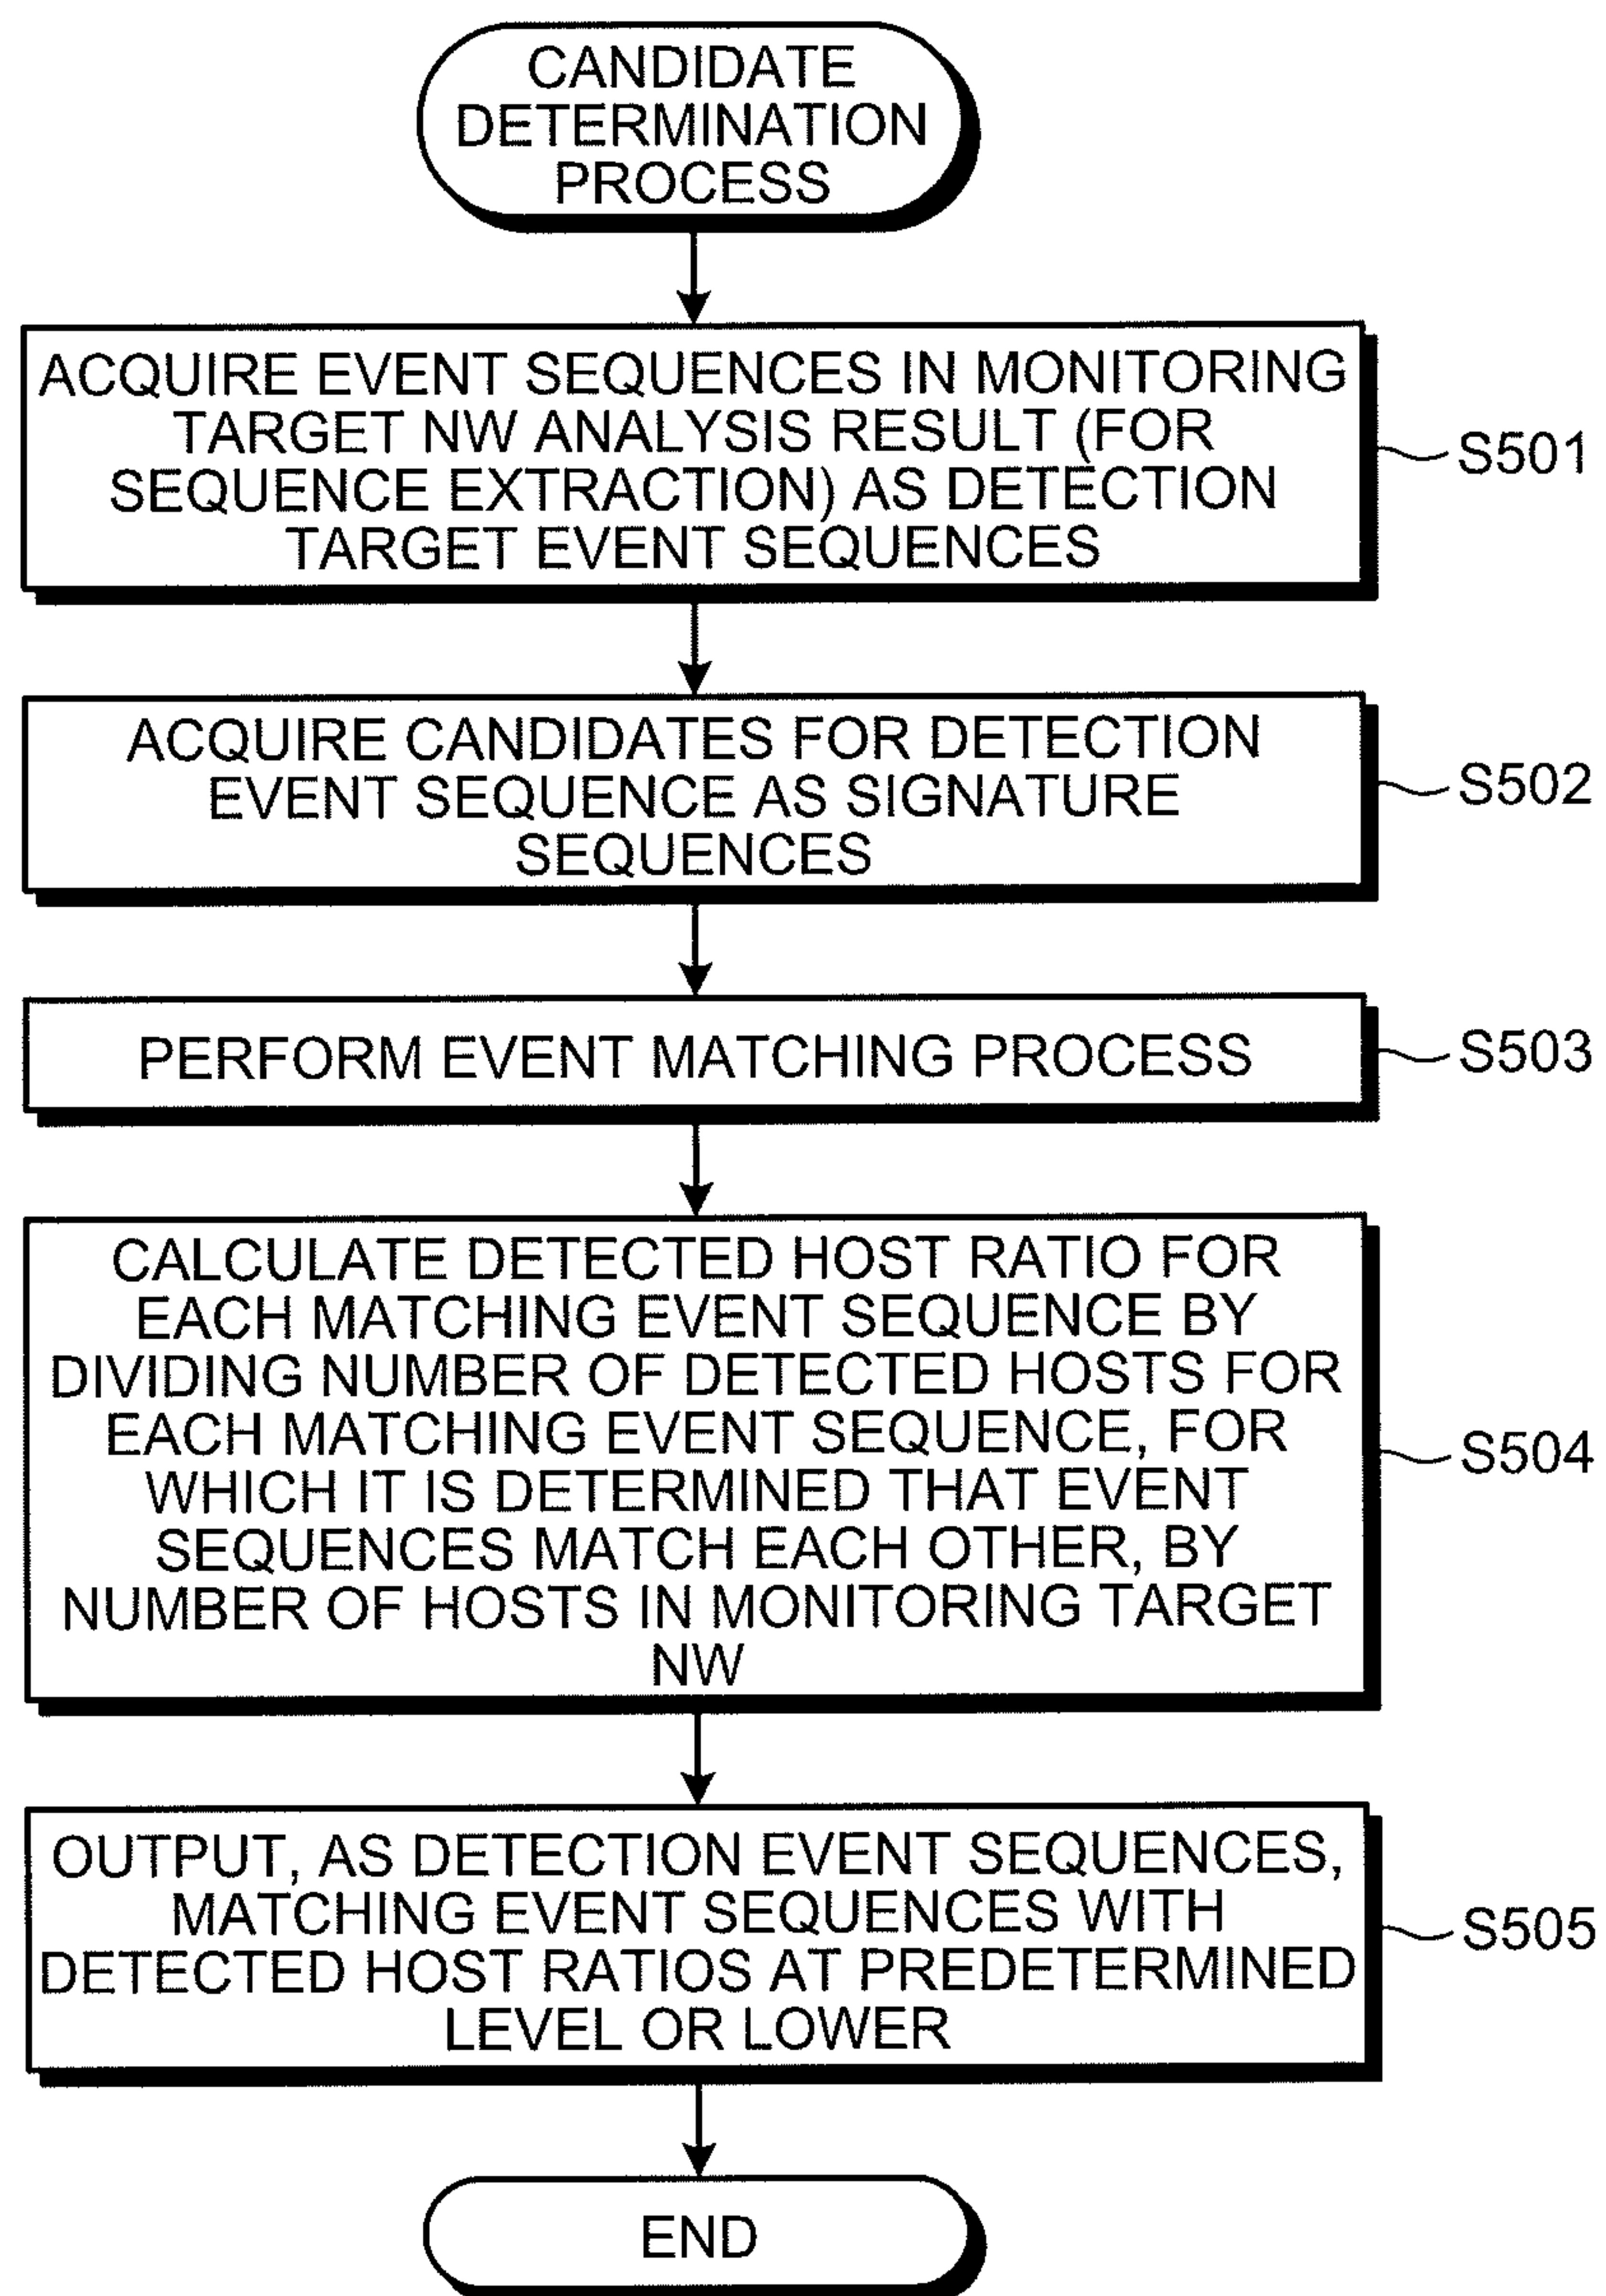 CANDIDATE
DETERMINATION
PROCESS
ACQUIRE EVENT SEQUENCES IN MONITORING
TARGET NW ANALYSIS RESULT (FOR
SEQUENCE EXTRACTION) AS DETECTION
TARGET EVENT SEQUENCES
S501
ACQUIRE CANDIDATES FOR DETECTION
EVENT SEQUENCE AS SIGNATURE
SEQUENCES
S502
PERFORM EVENT MATCHING PROCESS
S503
CALCULATE DETECTED HOST RATIO FOR
EACH MATCHING EVENT SEQUENCE BY
DIVIDING NUMBER OF DETECTED HOSTS FOR
EACH MATCHING EVENT SEQUENCE, FOR
WHICH IT IS DETERMINED THAT EVENT
SEQUENCES MATCH EACH OTHER, BY
NUMBER OF HOSTS IN MONITORING TARGET
NW
S504
OUTPUT, AS DETECTION EVENT SEQUENCES,
MATCHING EVENT SEQUENCES WITH
DETECTED HOST RATIOS AT PREDETERMINED
LEVEL OR LOWER
S505
END